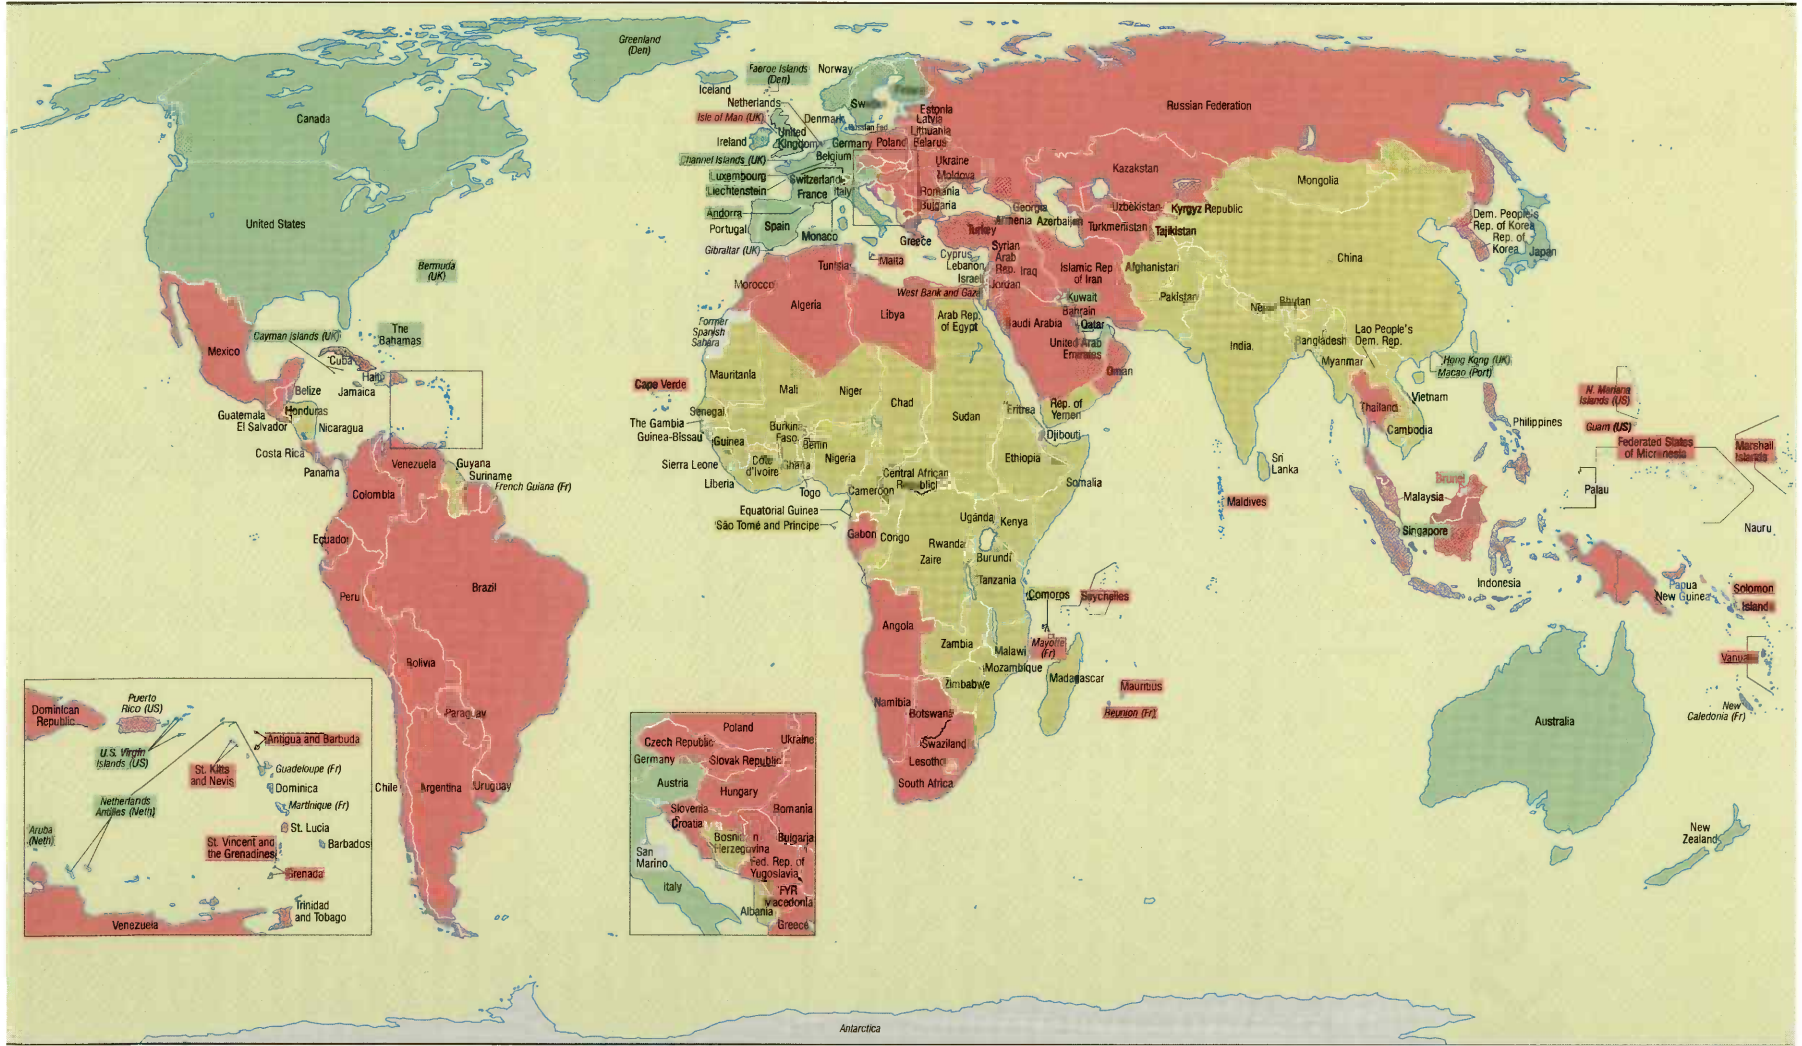 Greenland
(Den)
Faeroe Islands
(Den)
Norway
Iceland
Netherlands
Isle of Man (UK)
Denmark
Estonia
Latvia
Lithuania
Russian Fed
Russian Federation
Canada
Ireland
United
Kingdom
Germany
Poland
Belarus
Channel Islands (UK)
Belgium
Luxembourg
Liechtenstein
Switzerland
France
Italy
Ukraine
Moldova
Romania
Bulgaria
Kazakstan
Mongolia
Andorra
Portugal
Spain
Monaco
Gibraltar (UK)
Greece
Turkey
Georgia
Armenia
Azerbaijan
Uzbekistan
Kyrgyz Republic
Turkmenistan
Tajikistan
Dem. People's
Rep. of Korea
Rep. of
Korea
Japan
United States
Bermuda
(UK)
Tunisia
Malta
Cyprus
Lebanon
Israel
Syrian
Arab
Rep.
Iraq
Jordan
Islamic Rep
of Iran
Afghanistan
China
Morocco
Algeria
Libya
West Bank and Gaza
Arab Rep.
of Egypt
Kuwait
Bahrain
Qatar
Saudi Arabia
United Arab
Emirates
Oman
Pakistan
Nepal
Bhutan
Former
Spanish
Sahara
Mexico
Cayman Islands (UK)
The
Bahamas
Cuba
Haiti
Belize
Jamaica
Guatemala
Honduras
El Salvador
Nicaragua
Costa Rica
Panama
India
Bangladesh
Lao People's
Dem. Rep.
Myanmar
Hong Kong (UK)
Macao (Port)
Thailand
Vietnam
Cambodia
Philippines
N. Mariana
Islands (US)
Guam (US)
Federated States
of Micronesia
Marshall
Islands
Cape Verde
Mauritania
Mali
Niger
Chad
Sudan
Eritrea
Rep. of
Yemen
Djibouti
Senegal
The Gambia
Guinea-Bissau
Guinea
Burkina
Faso
Benin
Côte
d'Ivoire
Ghana
Nigeria
Sierra Leone
Liberia
Togo
Cameroon
Central African
Ethiopia
Somalia
Sri
Lanka
Maldives
Malaysia
Brunei
Singapore
Palau
Nauru
Venezuela
Guyana
Suriname
French Guiana (Fr)
Colombia
Equatorial Guinea
São Tomé and Principe
Gabon
Congo
Uganda
Kenya
Rwanda
Zaire
Burundi
Tanzania
Ecuador
Brazil
Peru
Indonesia
Papua
New Guinea
Solomon
Islands
Comoros
Seychelles
Angola
Zambia
Malawi
Mayotte
(Fr)
Mozambique
Madagascar
Zimbabwe
Bolivia
Mauritius
Reunion (Fr)
New
Caledonia (Fr)
Namibia
Botswana
Paraguay
Australia
Swaziland
Lesotho
South Africa
Chile
Argentina
Uruguay
New
Zealand
Dominican
Republic
Puerto
Rico (US)
U.S. Virgin
Islands (US)
Antigua and Barbuda
St. Kitts
and Nevis
Guadeloupe (Fr)
Dominica
Netherlands
Antilles (Neth)
Martinique (Fr)
Aruba
(Neth)
St. Lucia
St. Vincent and
the Grenadines
Barbados
Grenada
Trinidad
and Tobago
Venezuela
Poland
Czech Republic
Ukraine
Germany
Slovak Republic
Austria
Hungary
Slovenia
Romania
Croatia
Herzegovina
Bulgaria
San
Marino
Fed. Rep. of
Yugoslavia
Italy
FYR
Macedonia
Albania
Greece
Antarctica